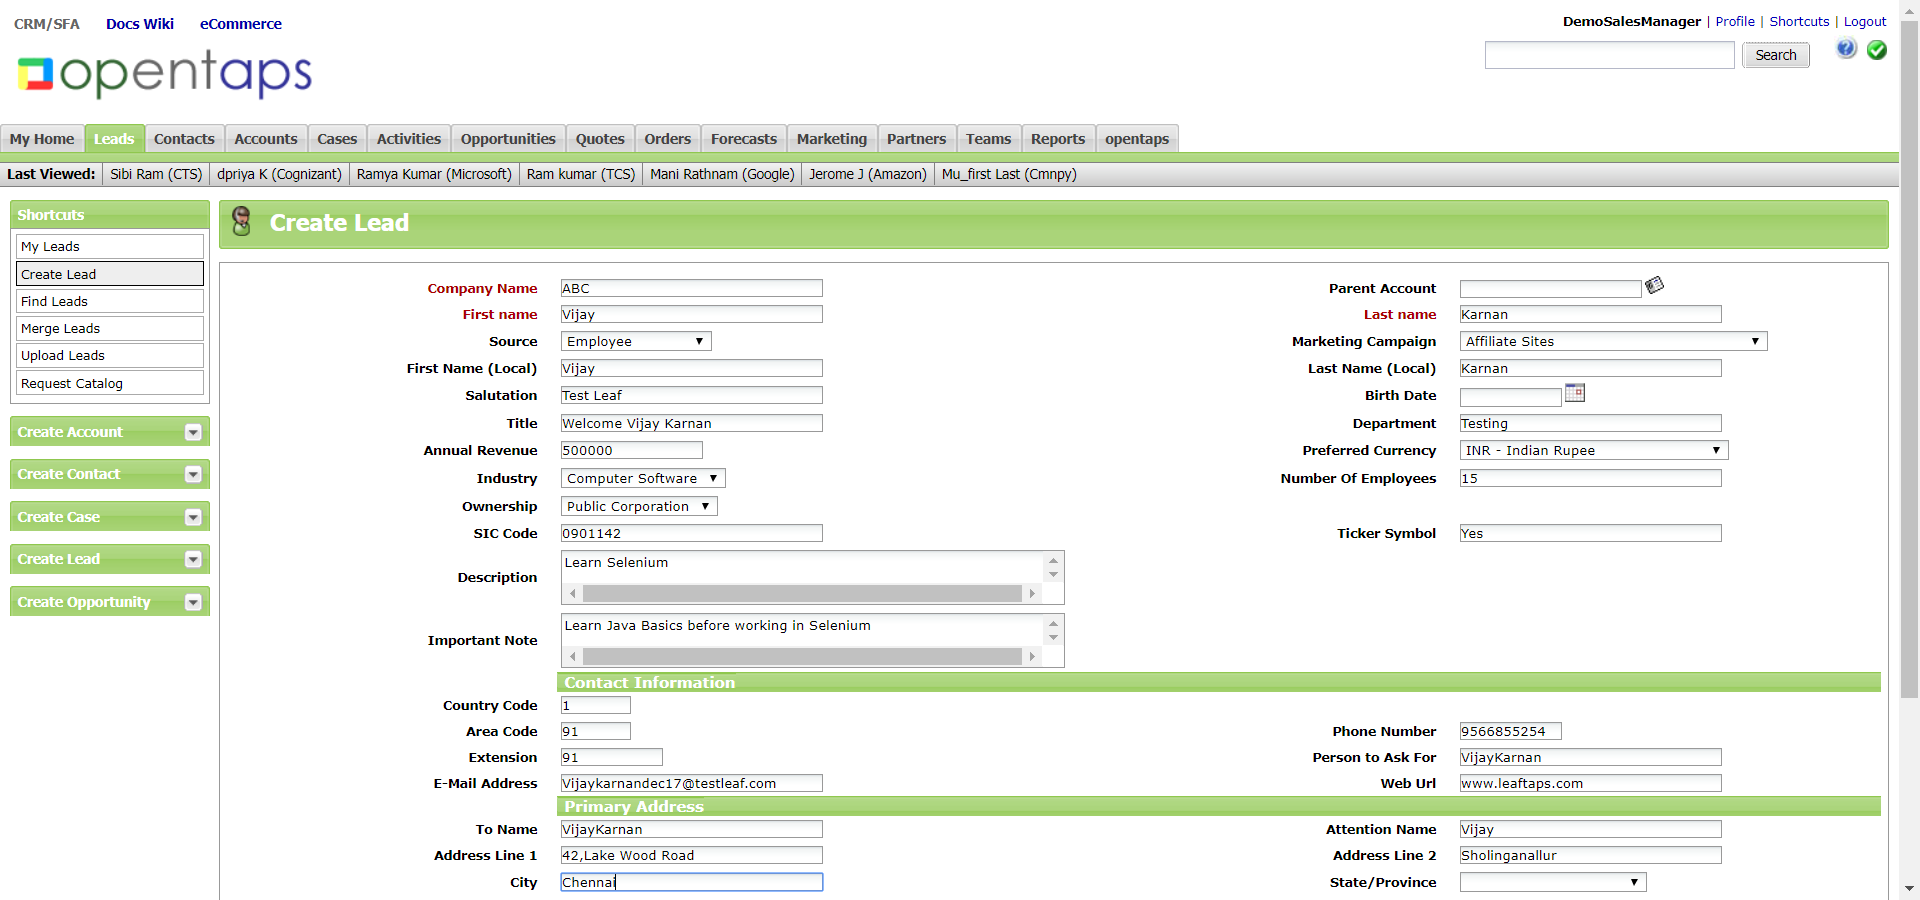 CRM/SFA Docs Wiki eCommerce
DemoSalesManager | Profile | Shortcuts | Logout
opentaps
Search
My Home Leads Contacts Accounts Cases Activities Opportunities Quotes Orders Forecasts Marketing Partners Teams Reports opentaps
Last Viewed: Sibi Ram (CTS) dpriya K (Cognizant) Ramya Kumar (Microsoft) Ram kumar (TCS) Mani Rathnam (Google) Jerome J (Amazon) Mu_first Last (Cmnpy)
Shortcuts
My Leads
Create Lead
Find Leads
Merge Leads
Upload Leads
Request Catalog
Create Account
Create Contact
Create Case
Create Lead
Create Opportunity
Create Lead
Company Name ABC Parent Account
First name Vijay Last name Karnan
Source Employee Marketing Campaign Affiliate Sites
First Name (Local) Vijay Last Name (Local) Karnan
Salutation Test Leaf Birth Date
Title Welcome Vijay Karnan Department Testing
Annual Revenue 500000 Preferred Currency INR - Indian Rupee
Industry Computer Software Number Of Employees 15
Ownership Public Corporation
SIC Code 0901142 Ticker Symbol Yes
Description Learn Selenium
Important Note Learn Java Basics before working in Selenium
Contact Information
Country Code 1
Area Code 91 Phone Number 9566855254
Extension 91 Person to Ask For VijayKarnan
E-Mail Address Vijaykarnandec17@testleaf.com Web Url www.leaftaps.com
Primary Address
To Name VijayKarnan Attention Name Vijay
Address Line 1 42,Lake Wood Road Address Line 2 Sholinganallur
City Chennai State/Province